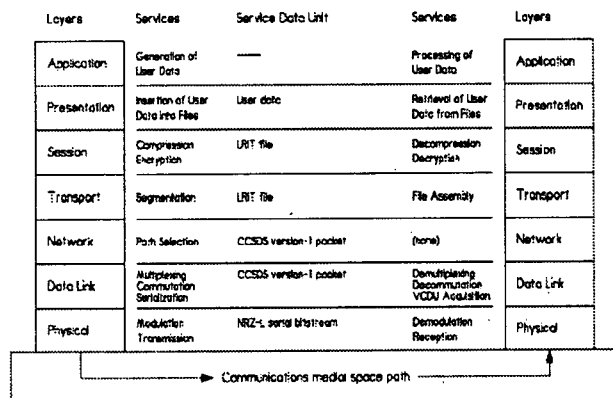 Layers Services Service Data Unit Services Layers
Application Generation of User Data —— Processing of User Data Application
Presentation Insertion of User Data into Files User data Retrieval of User Data from Files Presentation
Session Compression Encryption LRIT file Decompression Decryption Session
Transport Segmentation LRIT file File Assembly Transport
Network Path Selection CCSDS version-1 packet (none) Network
Data Link Multiplexing Commutation Serialization CCSDS version-1 packet Demultiplexing Decommutation VCDU Acquisition Data Link
Physical Modulation Transmission NRZ-L serial bitstream Demodulation Reception Physical
Communications media/ space path